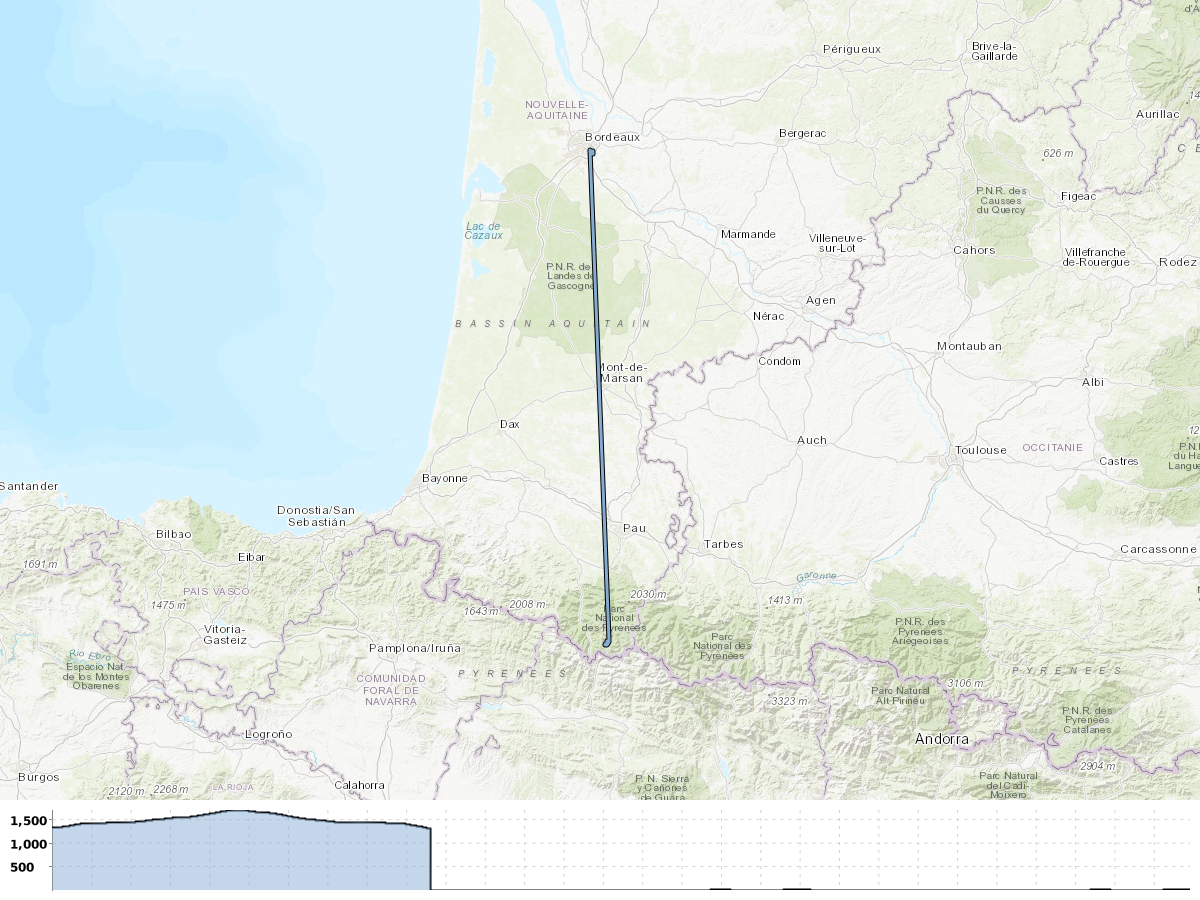 d'A
Périgueux
Brive-la-
Gaillarde
NOUVELLE-
AQUITAINE
14
Aurillac
Bordeaux
Bergerac
C E
626 m
P.N.R. des
Causses
du Quercy
Figeac
Lac de
Cazaux
Marmande
Villeneuve-
sur-Lot
Cahors
Villefranche
de-Rouergue
Rodez
P.N.R. de
Landes de
Gascogne
Agen
Nérac
BASSIN AQUITAIN
Montauban
Condom
Mont-de-
Marsan
Albi
Dax
Auch
12
OCCITANIE
Toulouse
P.N.
du Ha
Langue
Castres
Bayonne
Santander
Donostia/San
Sebastián
Bilbao
Pau
Tarbes
Carcassonne
Eibar
1691 m
Garonne
PAIS VASCO
1475 m
1643 m
2008 m
2030 m
1413 m
Parc
National
des Pyrénées
P.N.R. des
Pyrénées
Ariégeoises
Vitoria-
Gasteiz
Parc
National des
Pyrénées
Pamplona/Iruña
Rio Ebro
Espacio Nat
de los Montes
Obarenes
PYRENEES
PYRENEES
COMUNIDAD
FORAL DE
NAVARRA
3106 m
Parc Natural
Alt Pirineu
3323 m
P.N.R. des
Pyrénées
Catalanes
Logroño
Andorra
2904 m
Burgos
Calahorra
P. N. Sierra
y Cañones
de Guara
Parc Natural
del Cadí-
Moixero
2120 m
2268 m
LA RIOJA
1,500
1,000
500